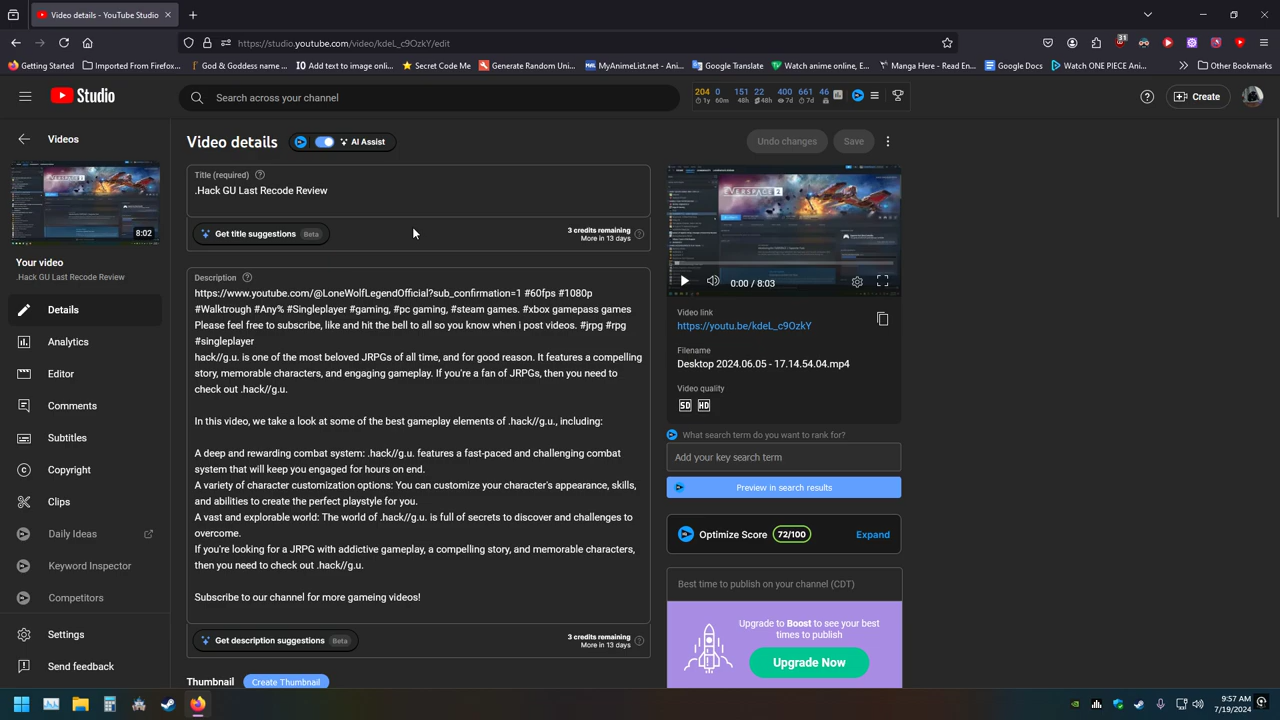 Video details - YouTube Studio
https://studio.youtube.com/video/kdeL_c9OzkY/edit
Getting Started
Imported From Firefox...
God & Goddess name ...
Add text to image onl...
Secret Code Me
Generate Random Uni...
MyAnimeList.net - Ani...
Google Translate
Watch anime online, E...
Manga Here - Read En...
Google Docs
Watch ONE PIECE Ani...
Other Bookmarks
Studio
Search across your channel
204 0 151 22 400 661 46
1y 60m 48h 48h 7d 7d
Create
Videos
8:02
Your video
.Hack GU Last Recode Review
Details
Analytics
Editor
Comments
Subtitles
Copyright
Clips
Daily Ideas
Keyword Inspector
Competitors
Settings
Send feedback
Video details
AI Assist
Undo changes
Save
Title (required)
.Hack GU Last Recode Review
Get title suggestions Beta
3 credits remaining
More in 13 days
Description
https://www.youtube.com/@LoneWolfLegendOfficial?sub_confirmation=1 #60fps #1080p
#Walktrough #Any% #Singleplayer #gaming, #pc gaming, #steam games. #xbox gamepass games
Please feel free to subscribe, like and hit the bell to all so you know when i post videos. #jrpg #rpg
#singleplayer
hack//g.u. is one of the most beloved JRPGs of all time, and for good reason. It features a compelling
story, memorable characters, and engaging gameplay. If you're a fan of JRPGs, then you need to
check out .hack//g.u.
In this video, we take a look at some of the best gameplay elements of .hack//g.u., including:
A deep and rewarding combat system: .hack//g.u. features a fast-paced and challenging combat
system that will keep you engaged for hours on end.
A variety of character customization options: You can customize your character's appearance, skills,
and abilities to create the perfect playstyle for you.
A vast and explorable world: The world of .hack//g.u. is full of secrets to discover and challenges to
overcome.
If you're looking for a JRPG with addictive gameplay, a compelling story, and memorable characters,
then you need to check out .hack//g.u.
Subscribe to our channel for more gameing videos!
Get description suggestions Beta
3 credits remaining
More in 13 days
Thumbnail
Create Thumbnail
EVERSPACE 2
0:00 / 8:03
Video link
https://youtu.be/kdeL_c9OzkY
Filename
Desktop 2024.06.05 - 17.14.54.04.mp4
Video quality
SD HD
What search term do you want to rank for?
Add your key search term
Preview in search results
Optimize Score 72/100 Expand
Best time to publish on your channel (CDT)
Upgrade to Boost to see your best
times to publish
Upgrade Now
9:57 AM
7/19/2024